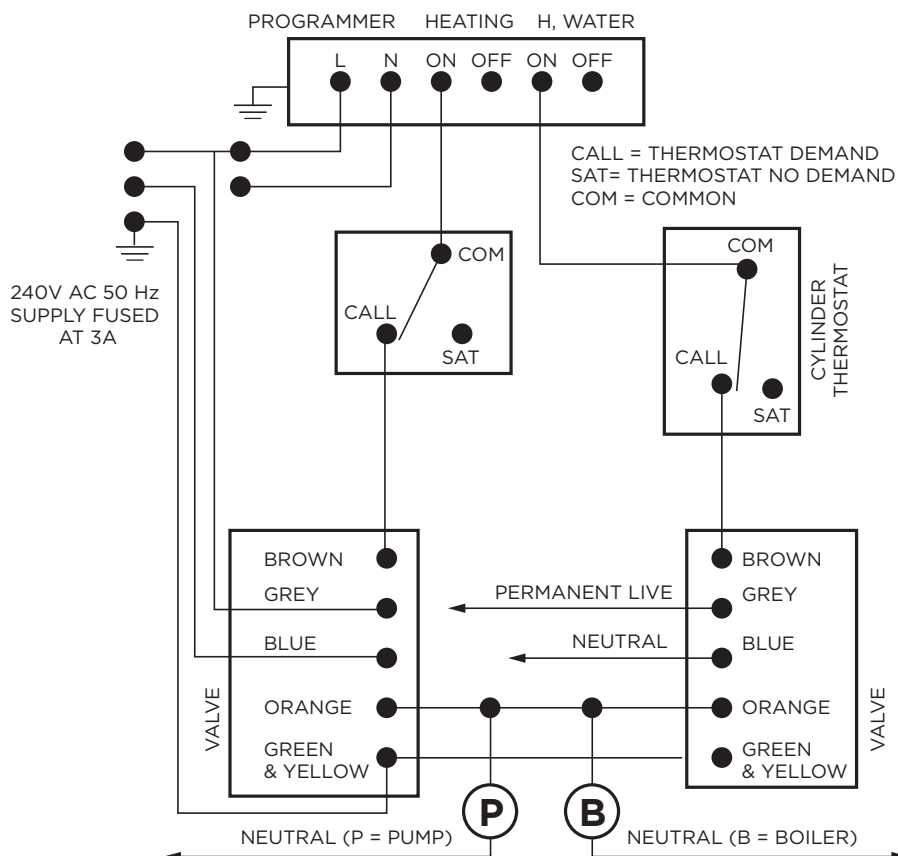 PROGRAMMER HEATING H, WATER
L N ON OFF ON OFF
CALL = THERMOSTAT DEMAND
SAT= THERMOSTAT NO DEMAND
COM = COMMON
240V AC 50 Hz
SUPPLY FUSED
AT 3A
COM
CALL
SAT
COM
CALL
SAT
CYLINDER
THERMOSTAT
BROWN
GREY
BLUE
ORANGE
GREEN
& YELLOW
VALVE
PERMANENT LIVE
NEUTRAL
BROWN
GREY
BLUE
ORANGE
GREEN
& YELLOW
VALVE
P
B
NEUTRAL (P = PUMP)
NEUTRAL (B = BOILER)